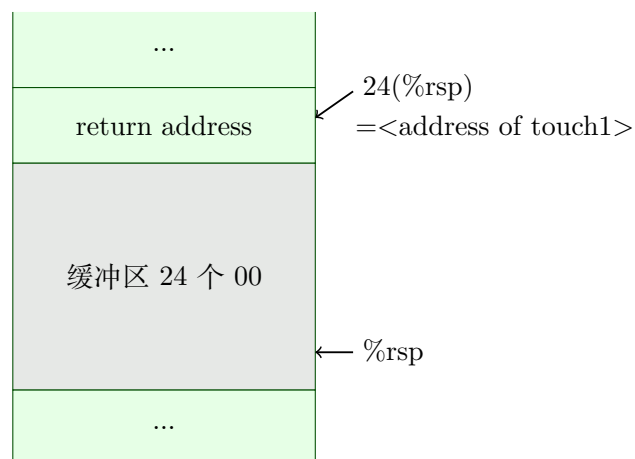 ...
24(%rsp)
return address
=<address of touch1>
缓冲区 24 个 00
%rsp
...